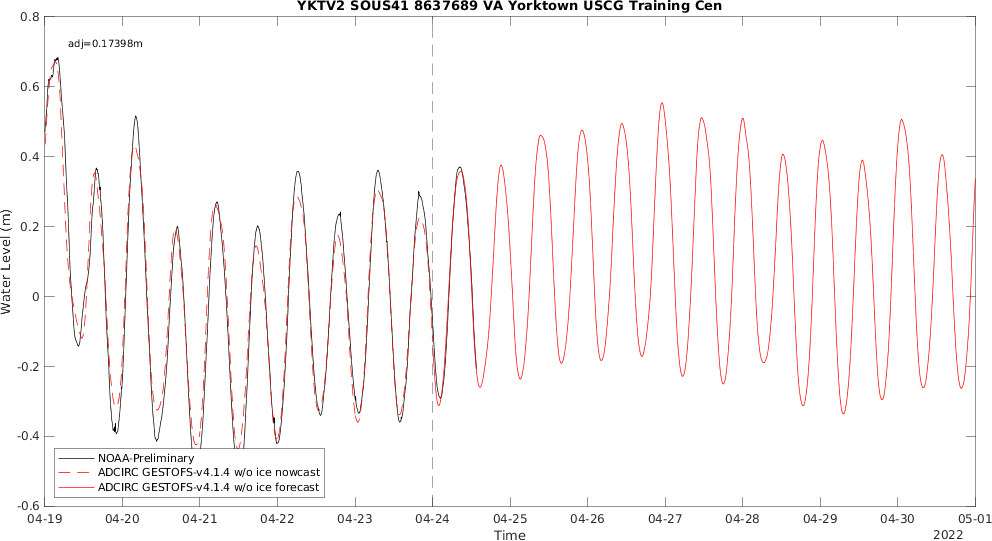 YKTV2 SOUS41 8637689 VA Yorktown USCG Training Cen
adj=0.17398m
0.8
0.6
0.4
0.2
0
-0.2
-0.4
-0.6
Water Level (m)
NOAA-Preliminary
ADCIRC GESTOFS-v4.1.4 w/o ice nowcast
ADCIRC GESTOFS-v4.1.4 w/o ice forecast
04-19 04-20 04-21 04-22 04-23 04-24 04-25 04-26 04-27 04-28 04-29 04-30 05-01
Time
2022